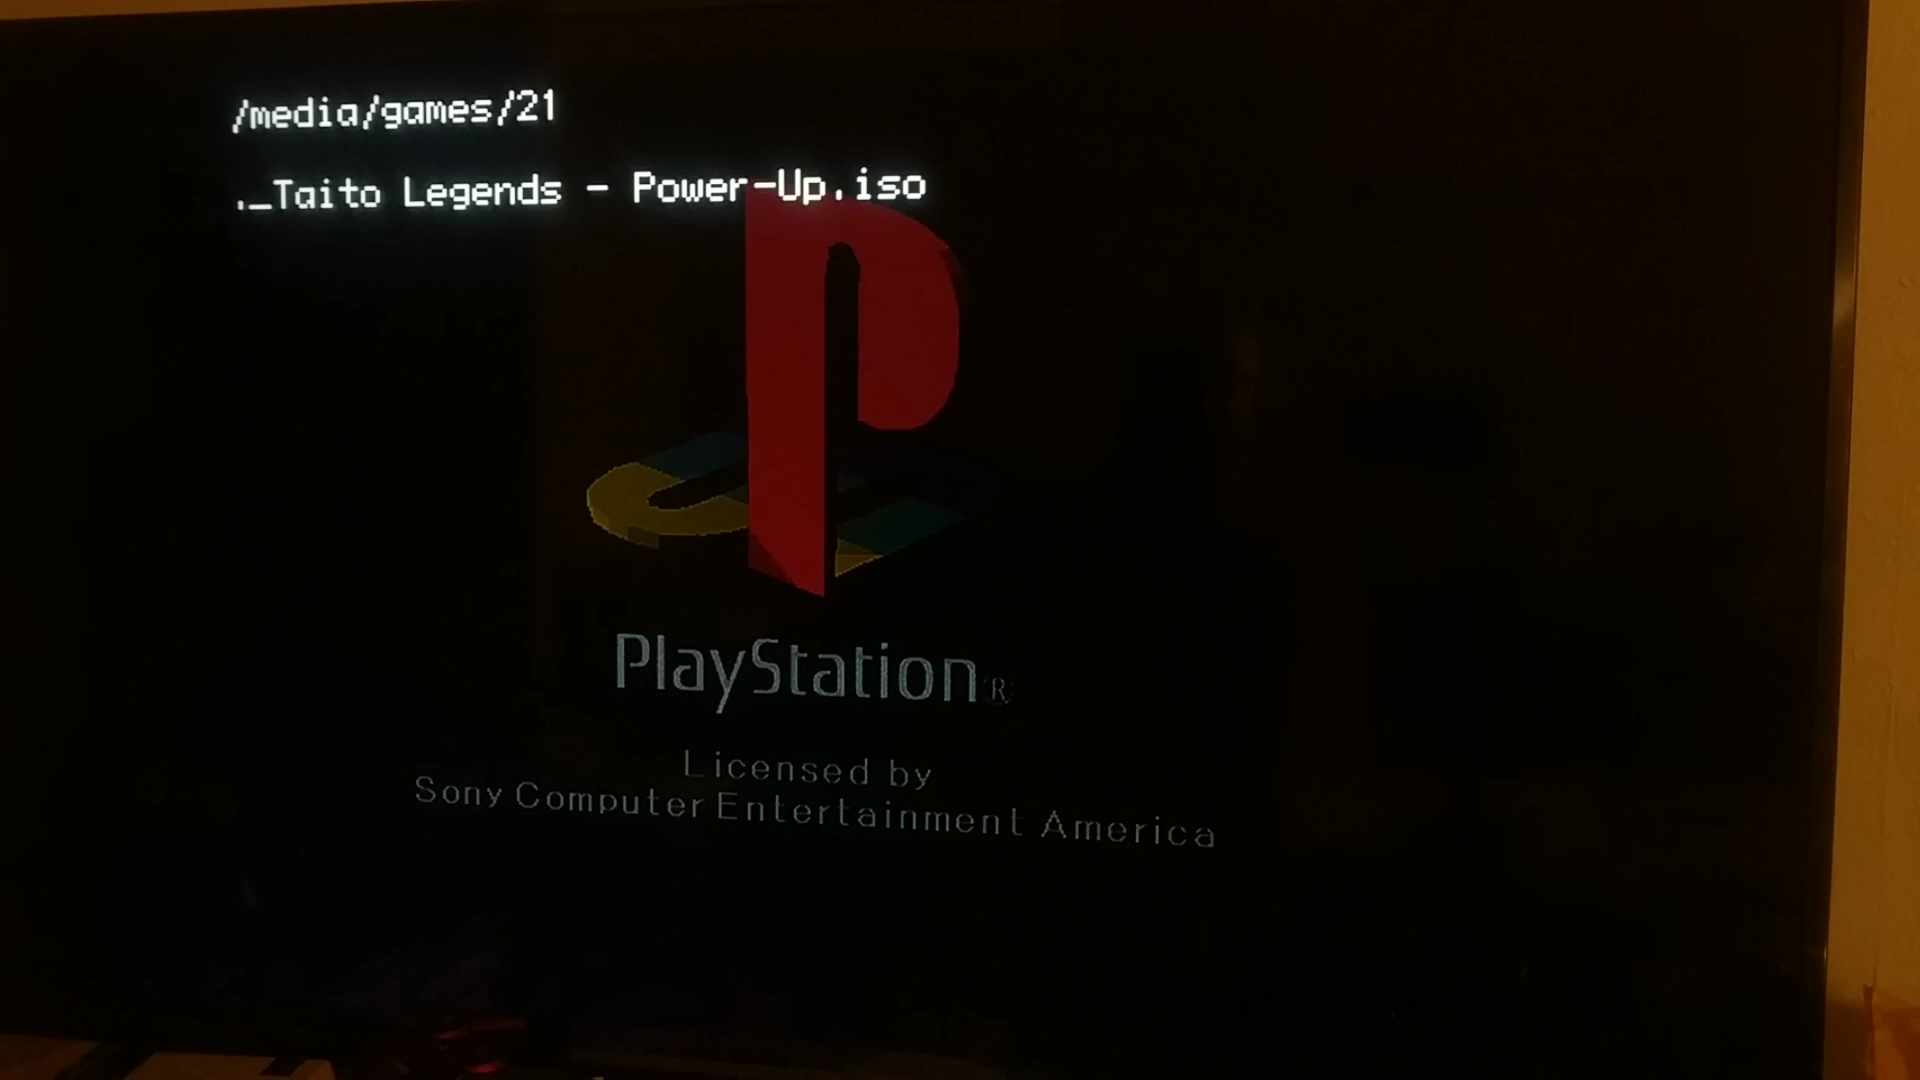 /media/games/21
._Taito Legends - Power-Up.iso
PlayStation®
Licensed by
Sony Computer Entertainment America